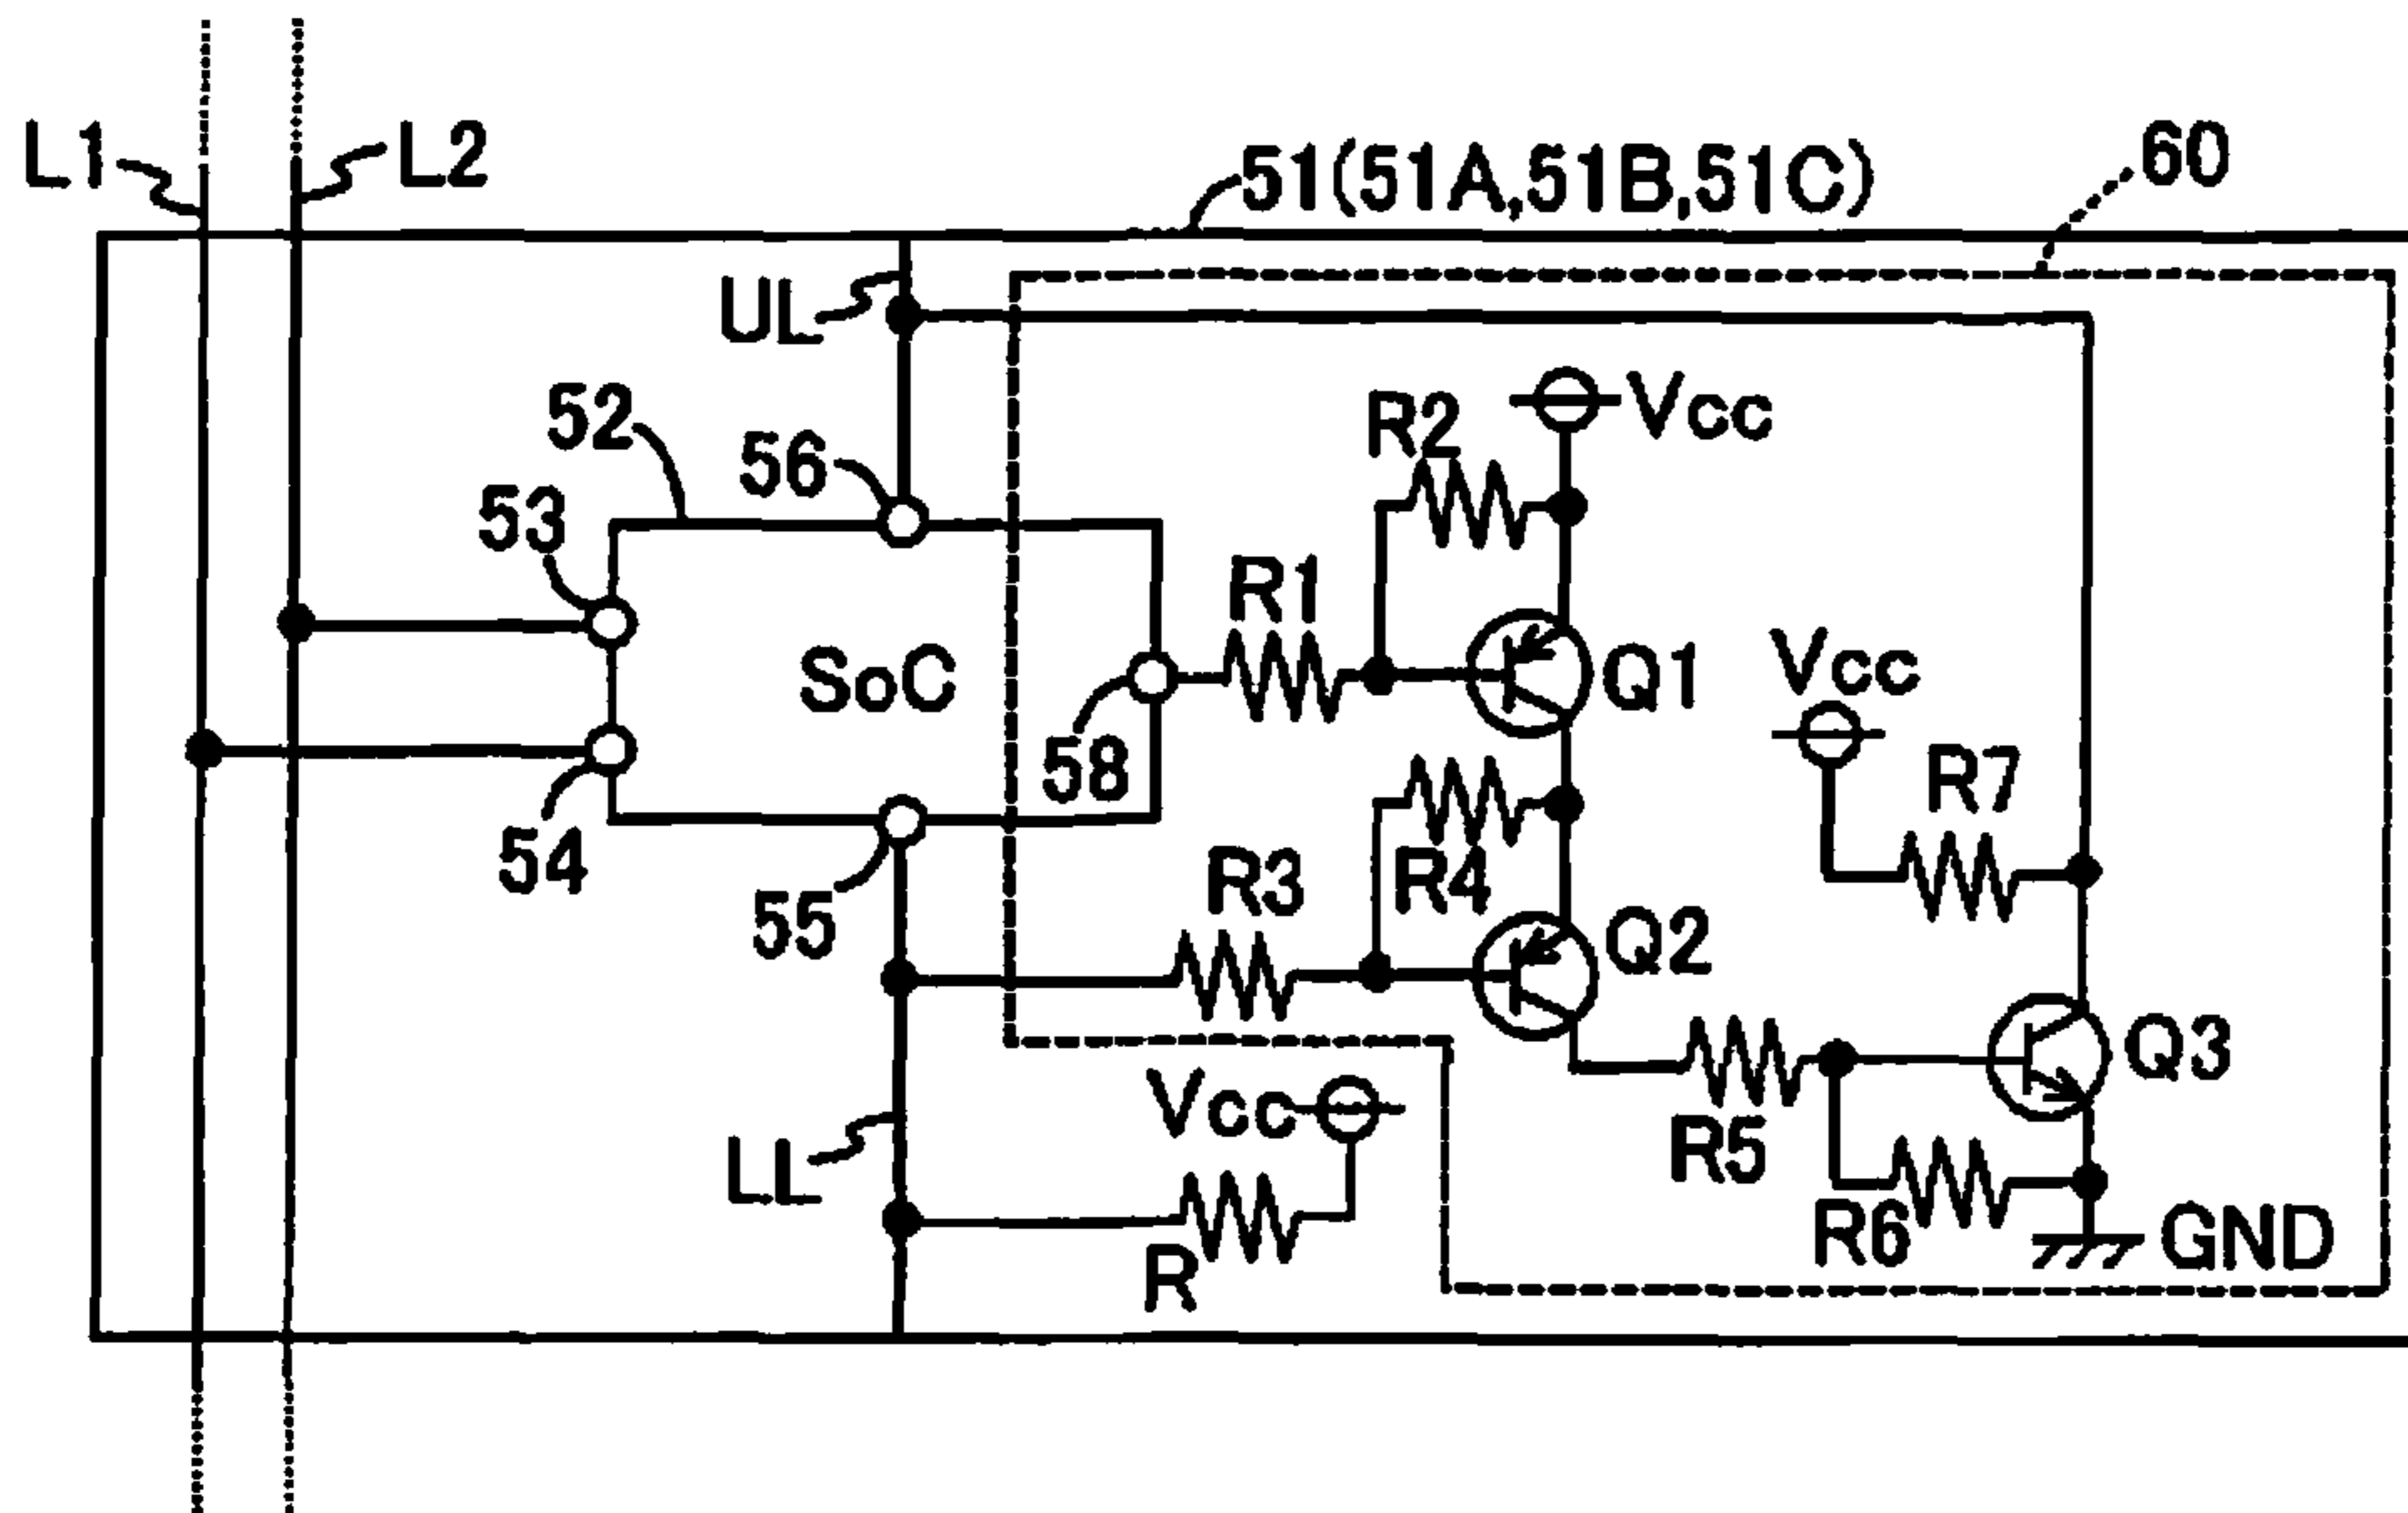 L1
L2
51(51A,51B,51C)
60
UL
52
56
R2
Vcc
53
R1
SoC
Q1
Vcc
58
R7
54
R3
R4
55
Q2
Q3
Vcc
R5
LL
R6
GND
R